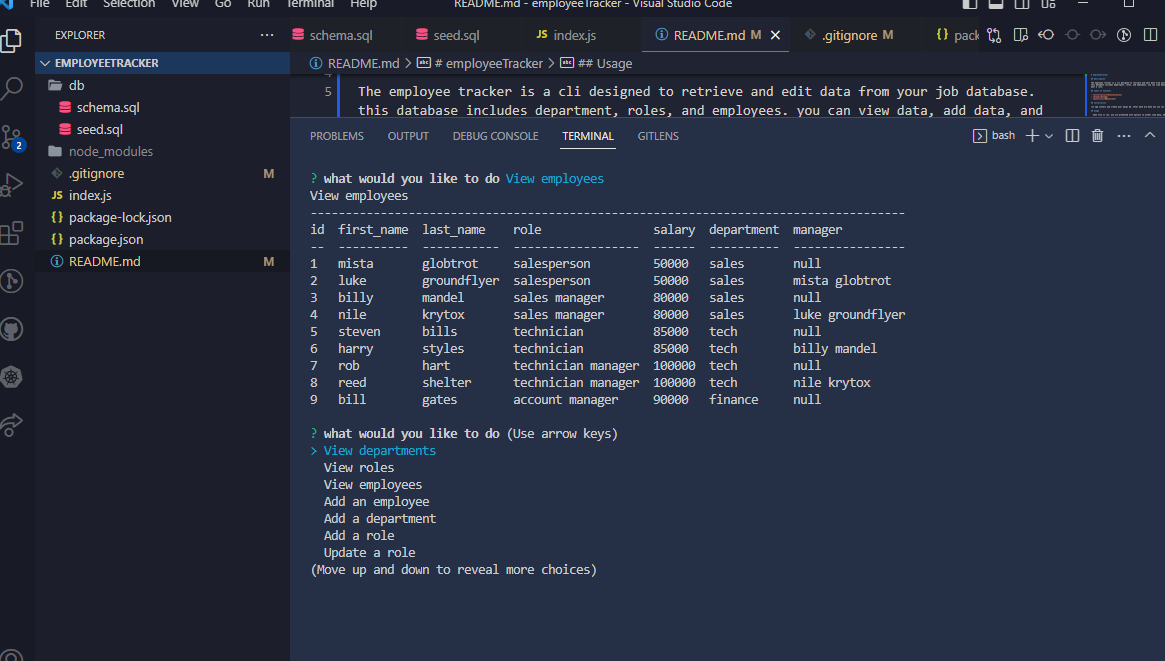 File Edit Selection View Go Run Terminal Help README.md - employeeTracker - Visual Studio Code
EXPLORER ···
schema.sql seed.sql JS index.js README.md M .gitignore M {} pack
EMPLOYEETRACKER
README.md > # employeeTracker > ## Usage
db
schema.sql
seed.sql
node_modules
.gitignore M
JS index.js
{} package-lock.json
{} package.json
README.md M
2
5 The employee tracker is a cli designed to retrieve and edit data from your job database.
this database includes department, roles, and employees. you can view data, add data, and
PROBLEMS OUTPUT DEBUG CONSOLE TERMINAL GITLENS bash
? what would you like to do View employees
View employees
-------------------------------------------------------------------------------------
id first_name last_name role salary department manager
-- ---------- ----------- ------------------ ------ ---------- ----------------
1 mista globtrot salesperson 50000 sales null
2 luke groundflyer salesperson 50000 sales mista globtrot
3 billy mandel sales manager 80000 sales null
4 nile krytox sales manager 80000 sales luke groundflyer
5 steven bills technician 85000 tech null
6 harry styles technician 85000 tech billy mandel
7 rob hart technician manager 100000 tech null
8 reed shelter technician manager 100000 tech nile krytox
9 bill gates account manager 90000 finance null
? what would you like to do (Use arrow keys)
> View departments
View roles
View employees
Add an employee
Add a department
Add a role
Update a role
(Move up and down to reveal more choices)